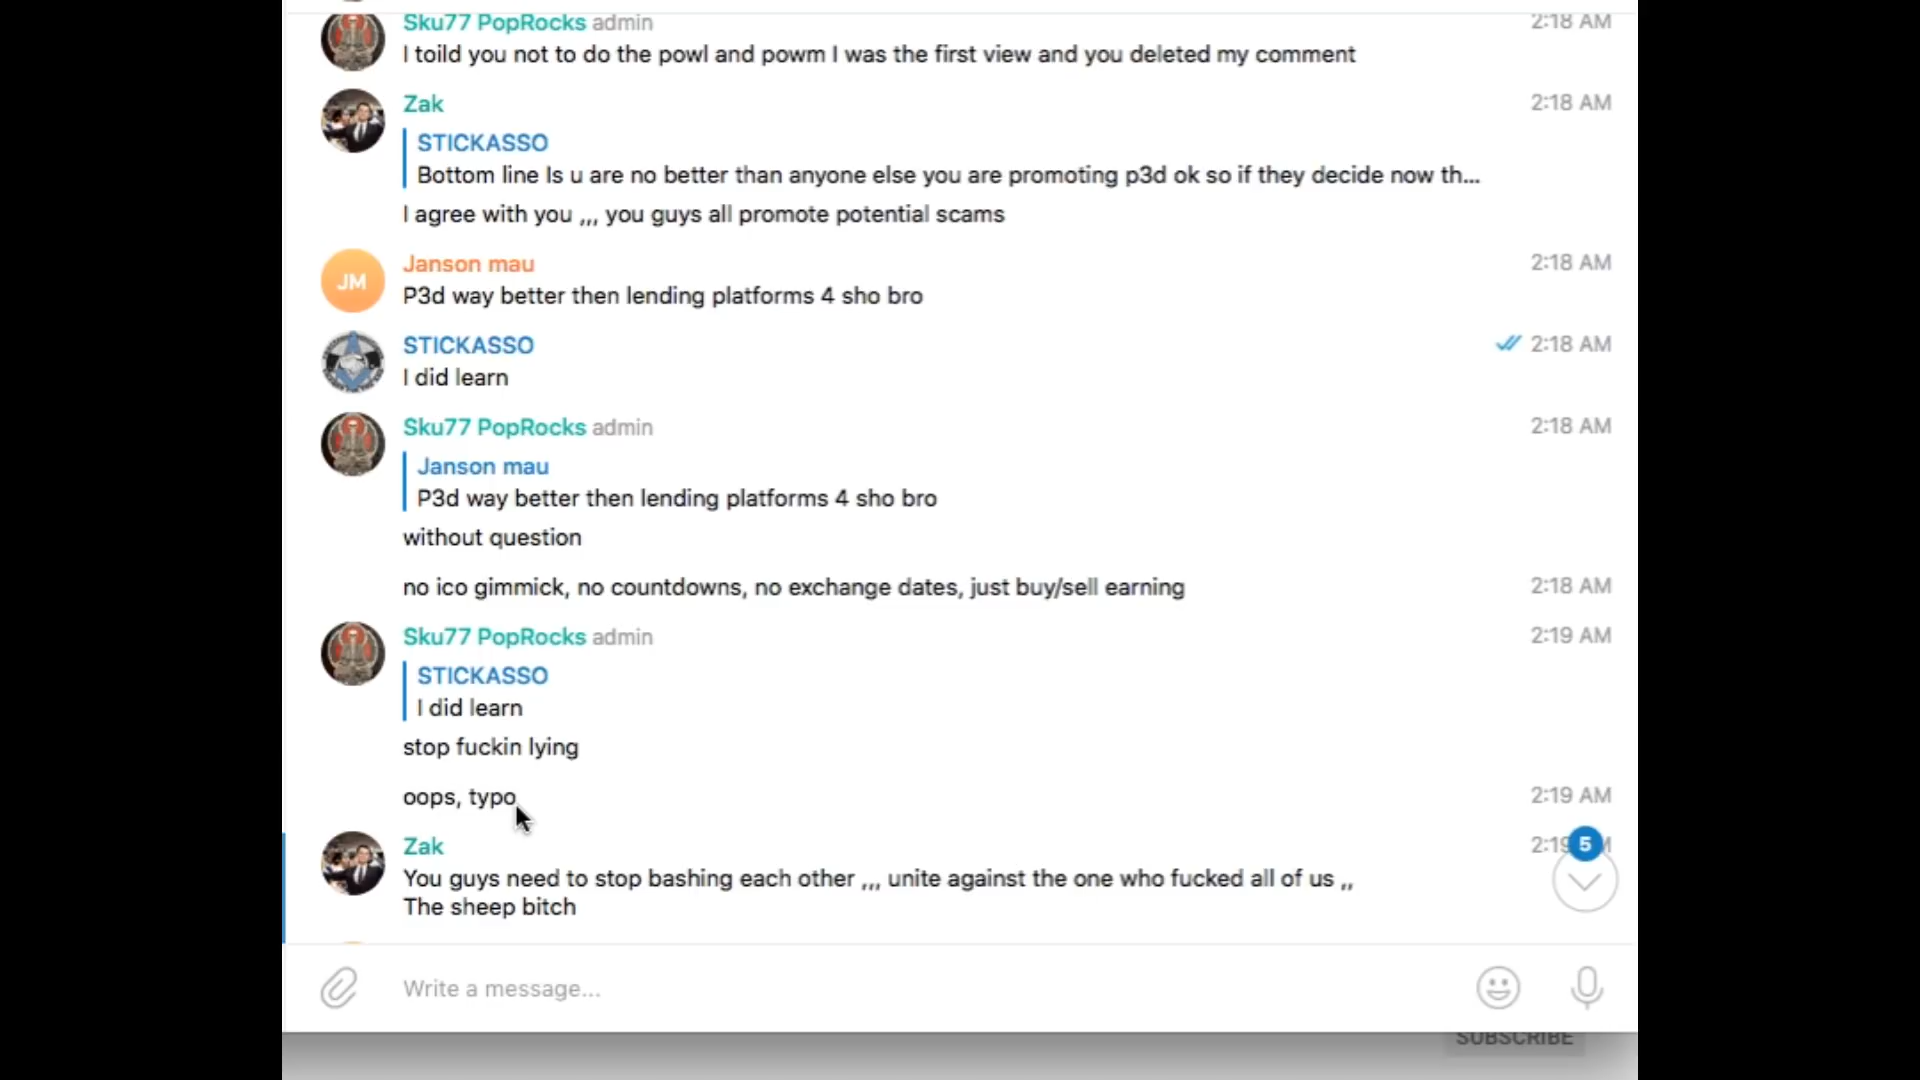 Sku77 PopRocks admin 2:18 AM
I toild you not to do the powl and powm I was the first view and you deleted my comment
Zak 2:18 AM
STICKASSO
Bottom line Is u are no better than anyone else you are promoting p3d ok so if they decide now th...
I agree with you ,,, you guys all promote potential scams
JM
Janson mau 2:18 AM
P3d way better then lending platforms 4 sho bro
STICKASSO 2:18 AM
I did learn
Sku77 PopRocks admin 2:18 AM
Janson mau
P3d way better then lending platforms 4 sho bro
without question
no ico gimmick, no countdowns, no exchange dates, just buy/sell earning 2:18 AM
Sku77 PopRocks admin 2:19 AM
STICKASSO
I did learn
stop fuckin lying
oops, typo 2:19 AM
Zak 5
You guys need to stop bashing each other ,,, unite against the one who fucked all of us ,,
The sheep bitch
Write a message...
SUBSCRIBE